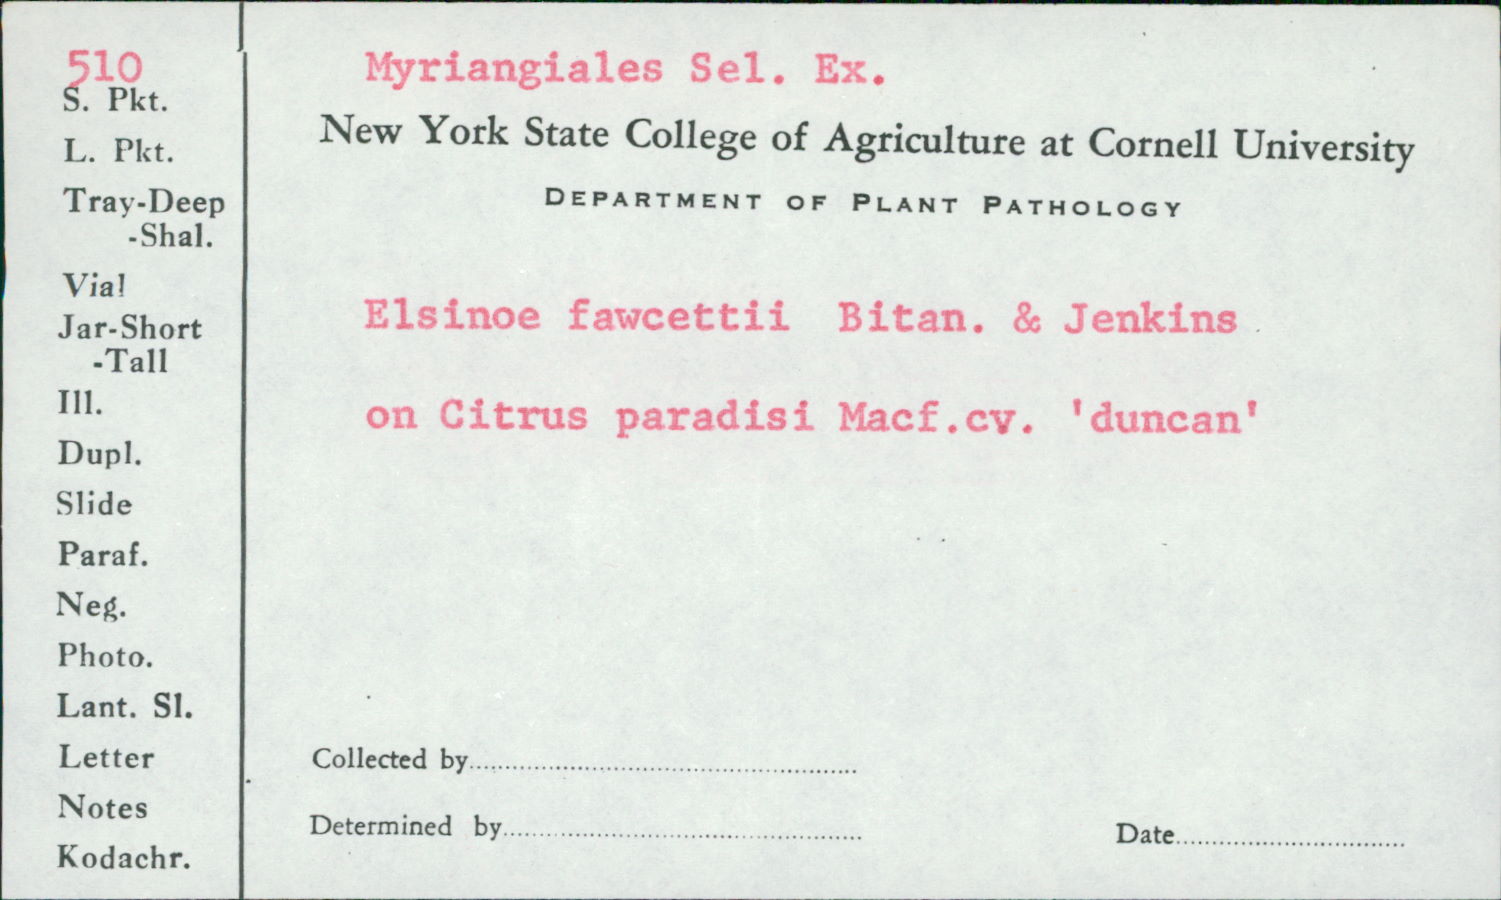 510
S. Pkt.
L. Pkt.
Tray-Deep
-Shal.
Vial
Jar-Short
-Tall
Ill.
Dupl.
Slide
Paraf.
Neg.
Photo.
Lant. Sl.
Letter
Notes
Kodachr.
Myriangiales Sel. Ex.
New York State College of Agriculture at Cornell University
DEPARTMENT OF PLANT PATHOLOGY
Elsinoe fawcettii Bitan. & Jenkins
on Citrus paradisi Macf.cv. 'duncan'
Collected by
Determined by
Date